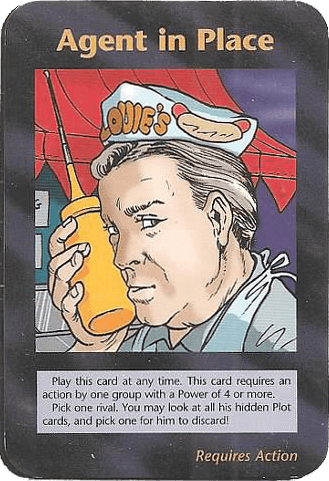 Agent in Place
LOUIE'S
G
Play this card at any time. This card requires an
action by one group with a Power of 4 or more.
Pick one rival. You may look at all his hidden Plot
cards, and pick one for him to discard!
Requires Action